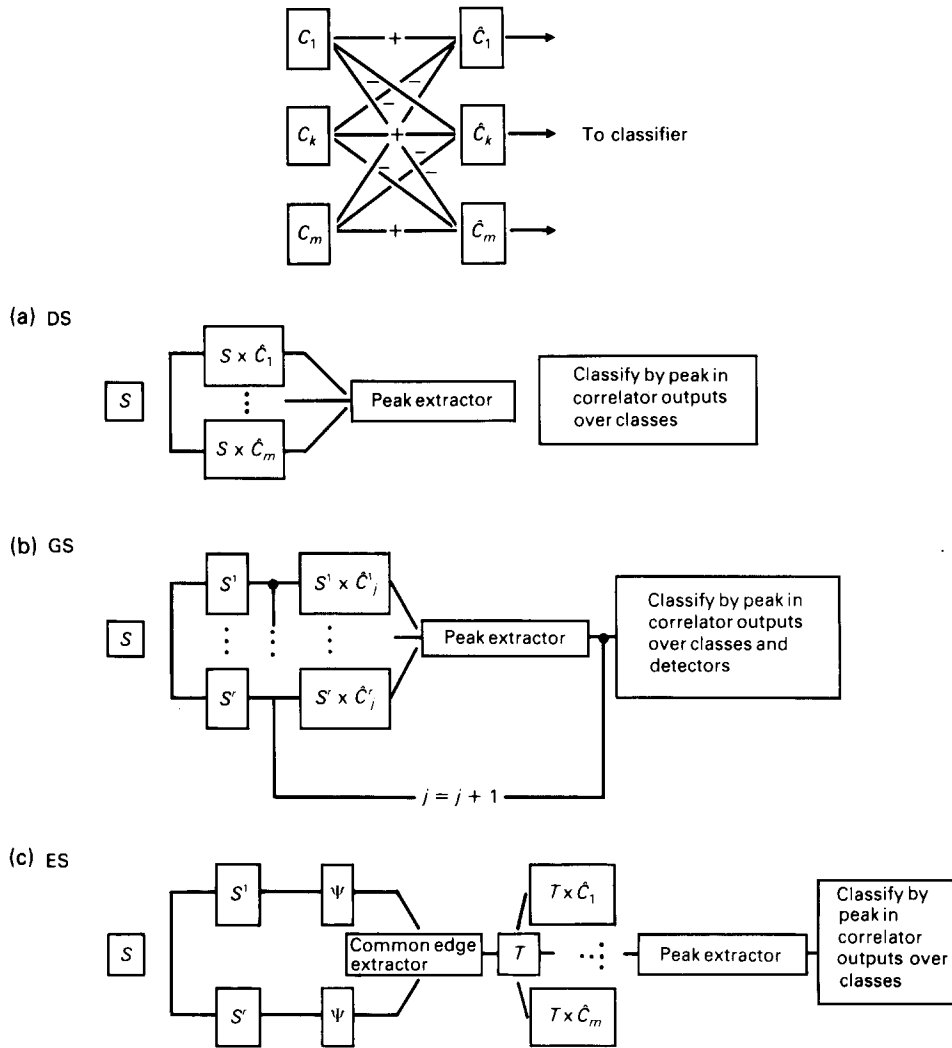 C₁ + Ĉ₁
− −
−
Cₖ + Ĉₖ To classifier
− −
−
Cₘ + Ĉₘ
(a) DS
S × Ĉ₁
S
Peak extractor
S × Ĉₘ
Classify by peak in
correlator outputs
over classes
(b) GS
S¹ S¹ × Ĉ¹ⱼ
S
Peak extractor
Sʳ Sʳ × Ĉʳⱼ
Classify by peak in
correlator outputs
over classes and
detectors
j = j + 1
(c) ES
S¹ Ψ
S
Common edge
extractor
Sʳ Ψ
T
T × Ĉ₁
T × Ĉₘ
Peak extractor
Classify by
peak in
correlator
outputs over
classes